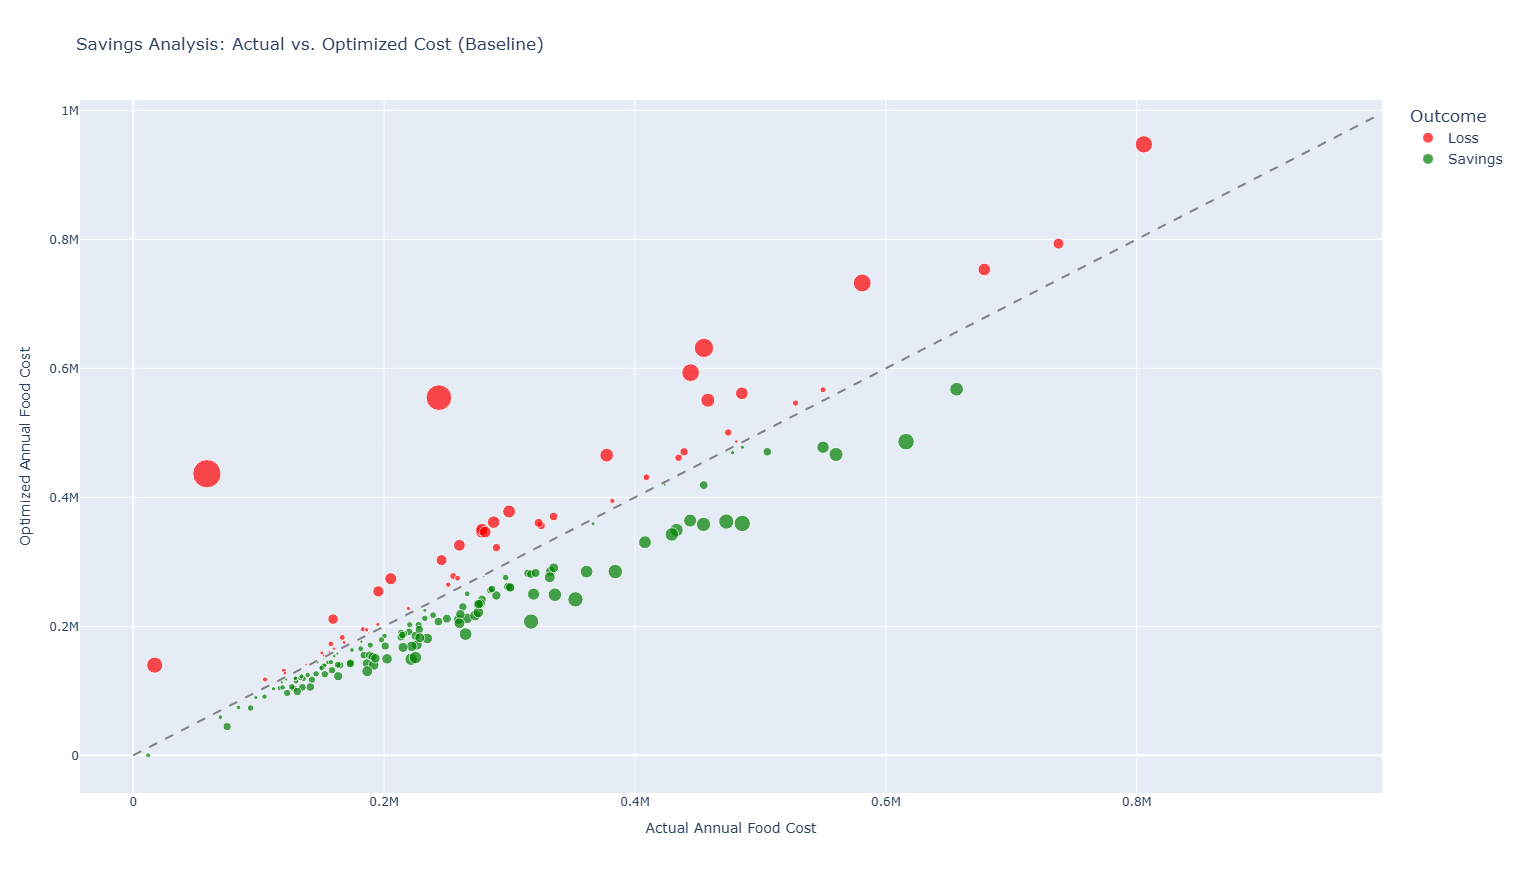 Savings Analysis: Actual vs. Optimized Cost (Baseline)
Outcome
Loss
Savings
1M
0.8M
0.6M
0.4M
0.2M
0
Optimized Annual Food Cost
0
0.2M
0.4M
0.6M
0.8M
Actual Annual Food Cost